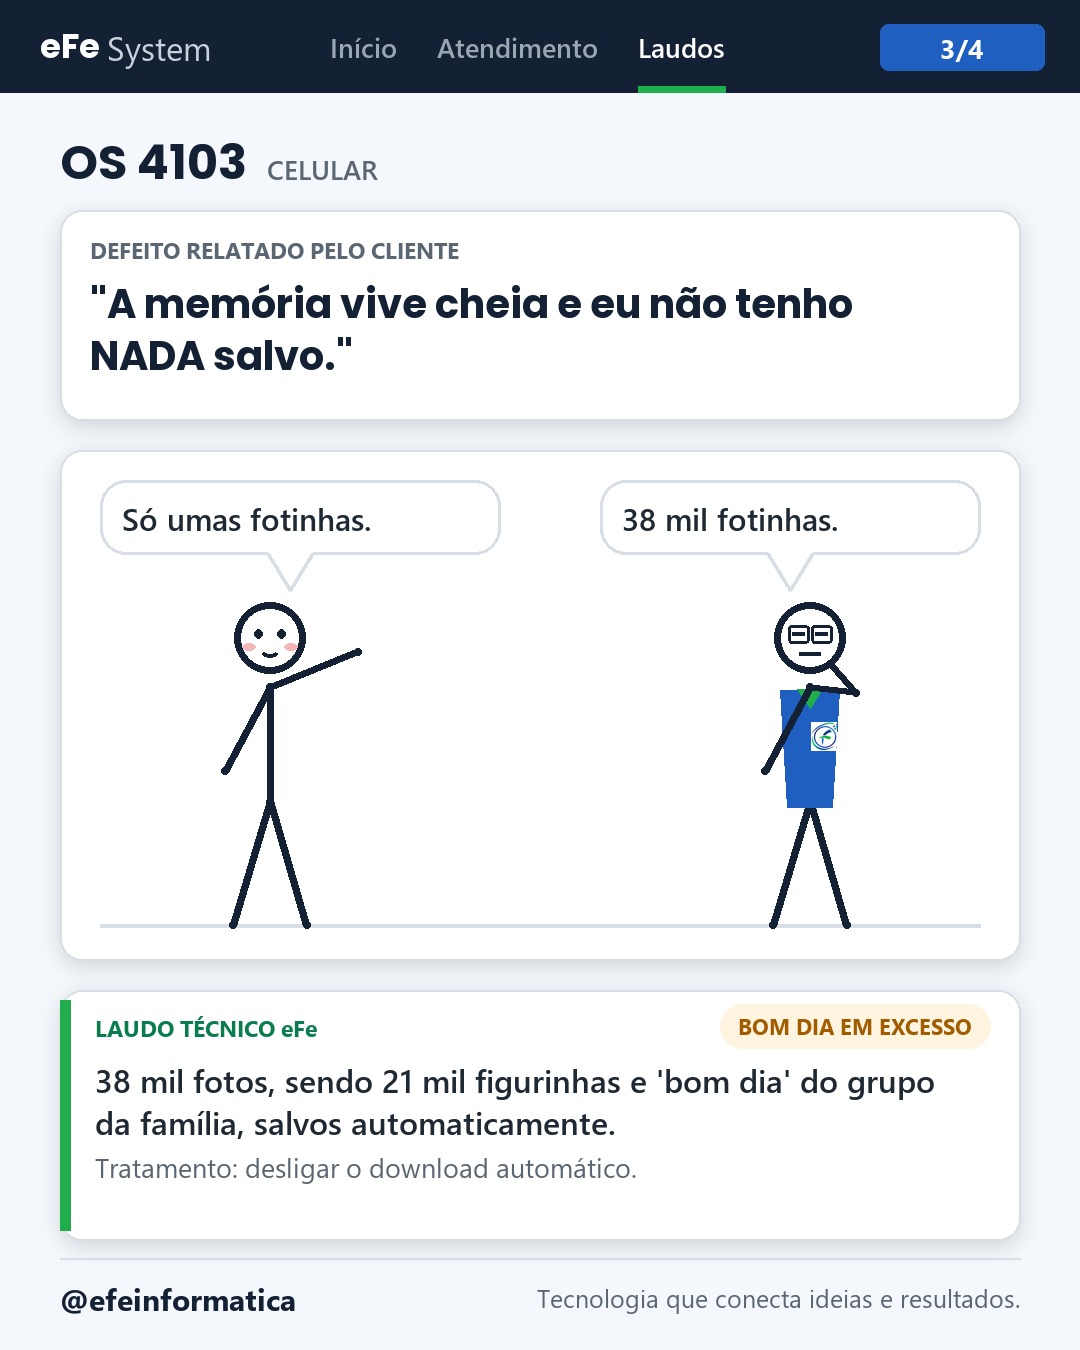 eFe System Início Atendimento Laudos 3/4
OS 4103 CELULAR
DEFEITO RELATADO PELO CLIENTE
"A memória vive cheia e eu não tenho
NADA salvo."
Só umas fotinhas.
38 mil fotinhas.
LAUDO TÉCNICO eFe
BOM DIA EM EXCESSO
38 mil fotos, sendo 21 mil figurinhas e 'bom dia' do grupo
da família, salvos automaticamente.
Tratamento: desligar o download automático.
@efeinformatica
Tecnologia que conecta ideias e resultados.